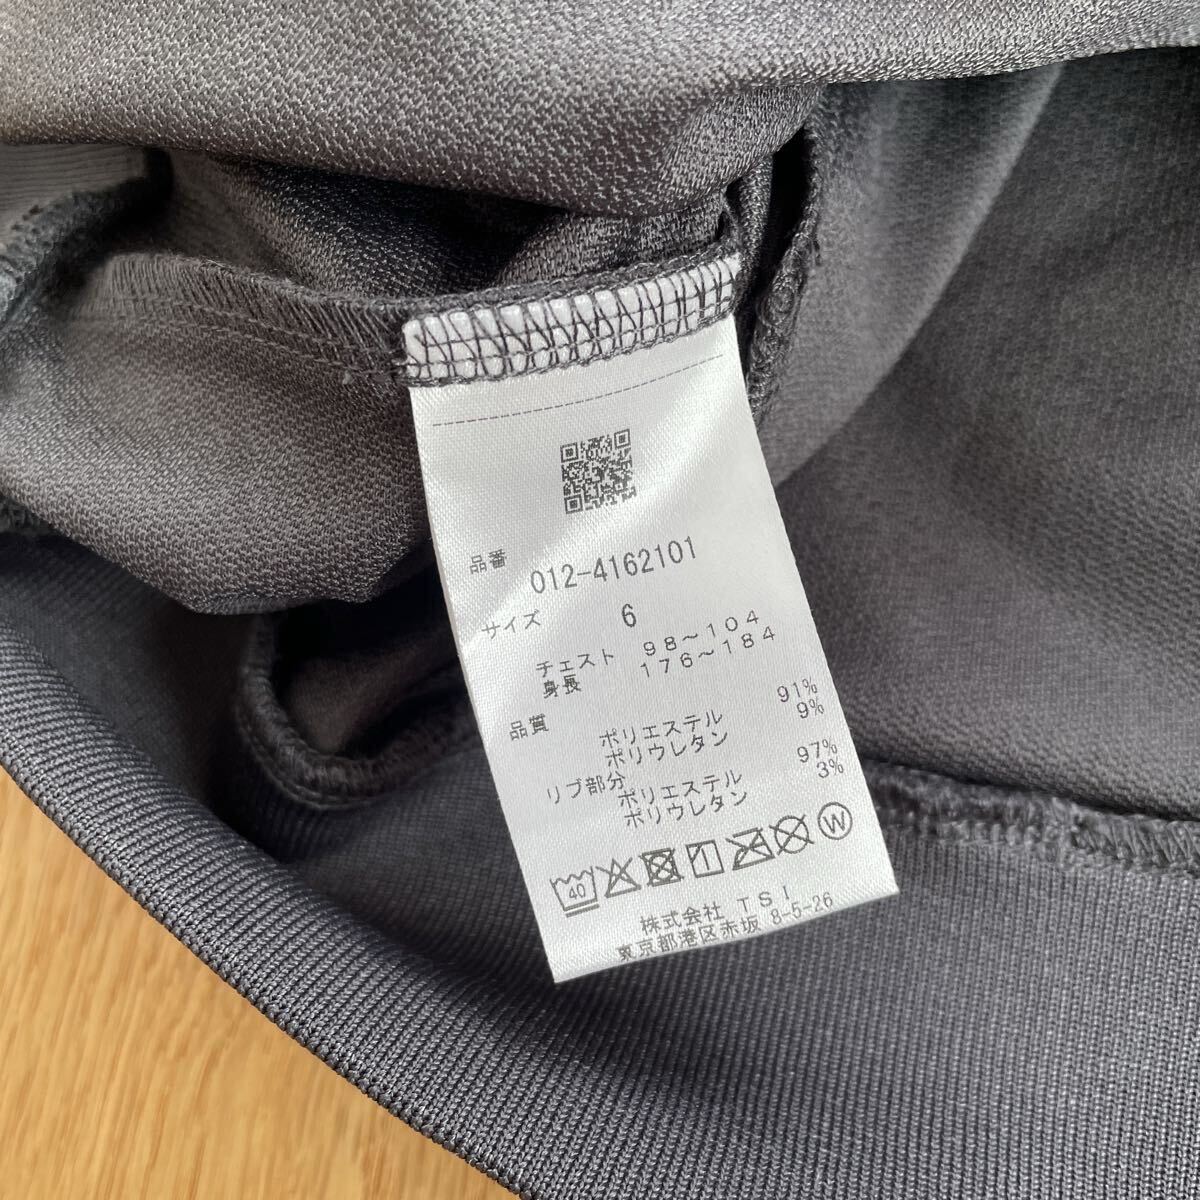 品番 012-4162101
サイズ 6
チェスト 98～104
身長 176～184
品質 ポリエステル 91%
ポリウレタン 9%
リブ部分 ポリエステル 97%
ポリウレタン 3%
40 W
株式会社 TSI
東京都港区赤坂 8-5-26